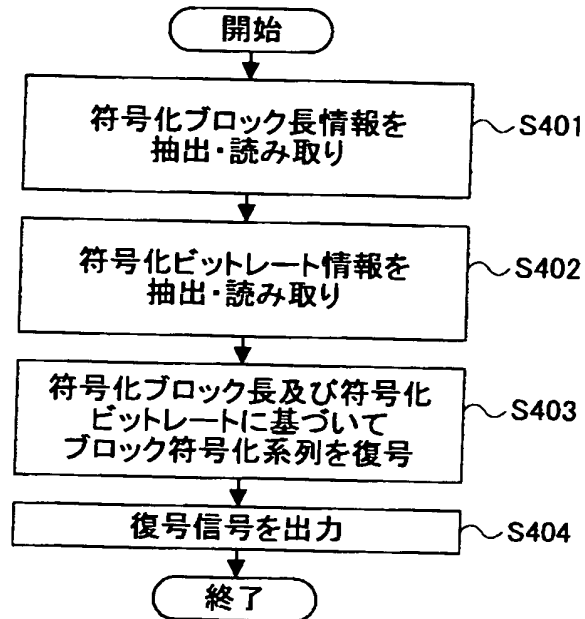 開始
符号化ブロック長情報を
抽出・読み取り
S401
符号化ビットレート情報を
抽出・読み取り
S402
符号化ブロック長及び符号化
ビットレートに基づいて
ブロック符号化系列を復号
S403
復号信号を出力
S404
終了